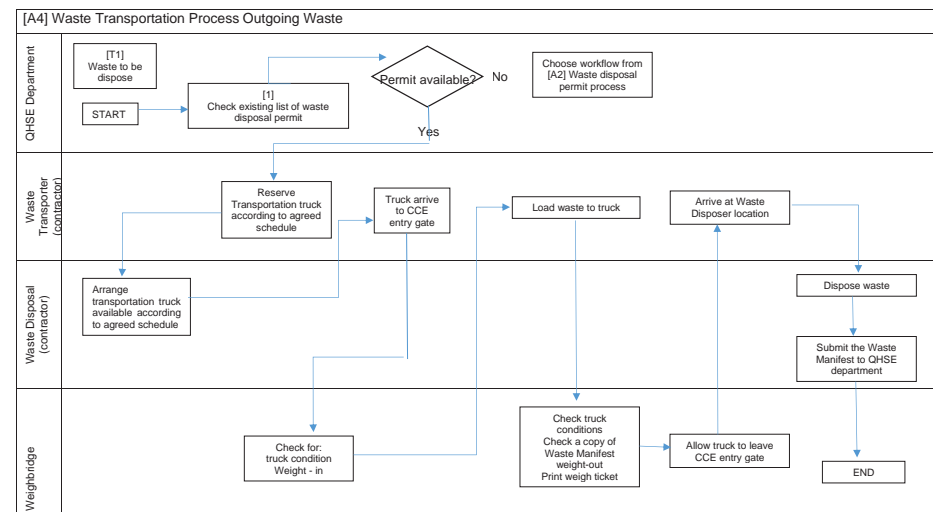 [A4] Waste Transportation Process Outgoing Waste
QHSE Department
[T1]
Waste to be
dispose
START
[1]
Check existing list of waste
disposal permit
Permit available?
No
Yes
Choose workflow from
[A2] Waste disposal
permit process
Waste
Transporter
(contractor)
Reserve
Transportation truck
according to agreed
schedule
Truck arrive
to CCE
entry gate
Load waste to truck
Arrive at Waste
Disposer location
Waste Disposal
(contractor)
Arrange
transportation truck
available according
to agreed schedule
Dispose waste
Submit the Waste
Manifest to QHSE
department
Weighbridge
Check for:
truck condition
Weight - in
Check truck
conditions
Check a copy of
Waste Manifest
weight-out
Print weigh ticket
Allow truck to leave
CCE entry gate
END